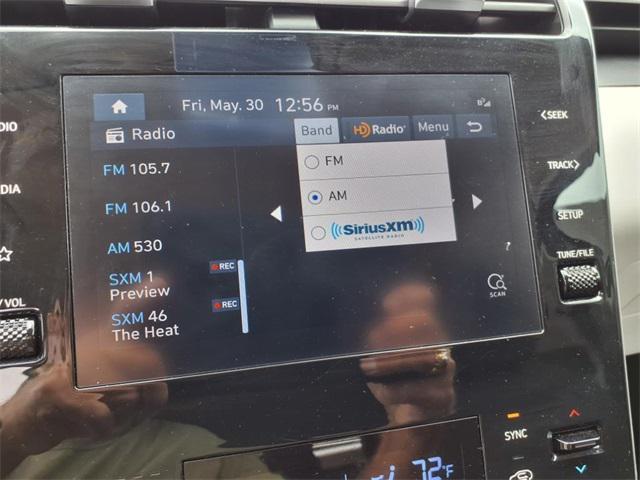 Fri, May. 30 12:56 PM
Radio
Band
HD Radio
Menu
FM 105.7
FM
FM 106.1
AM
AM 530
SiriusXM
SATELLITE RADIO
SXM 1
REC
Preview
SXM 46
REC
The Heat
SCAN
SEEK
TRACK
SETUP
TUNE/FILE
/VOL
SYNC
72°F